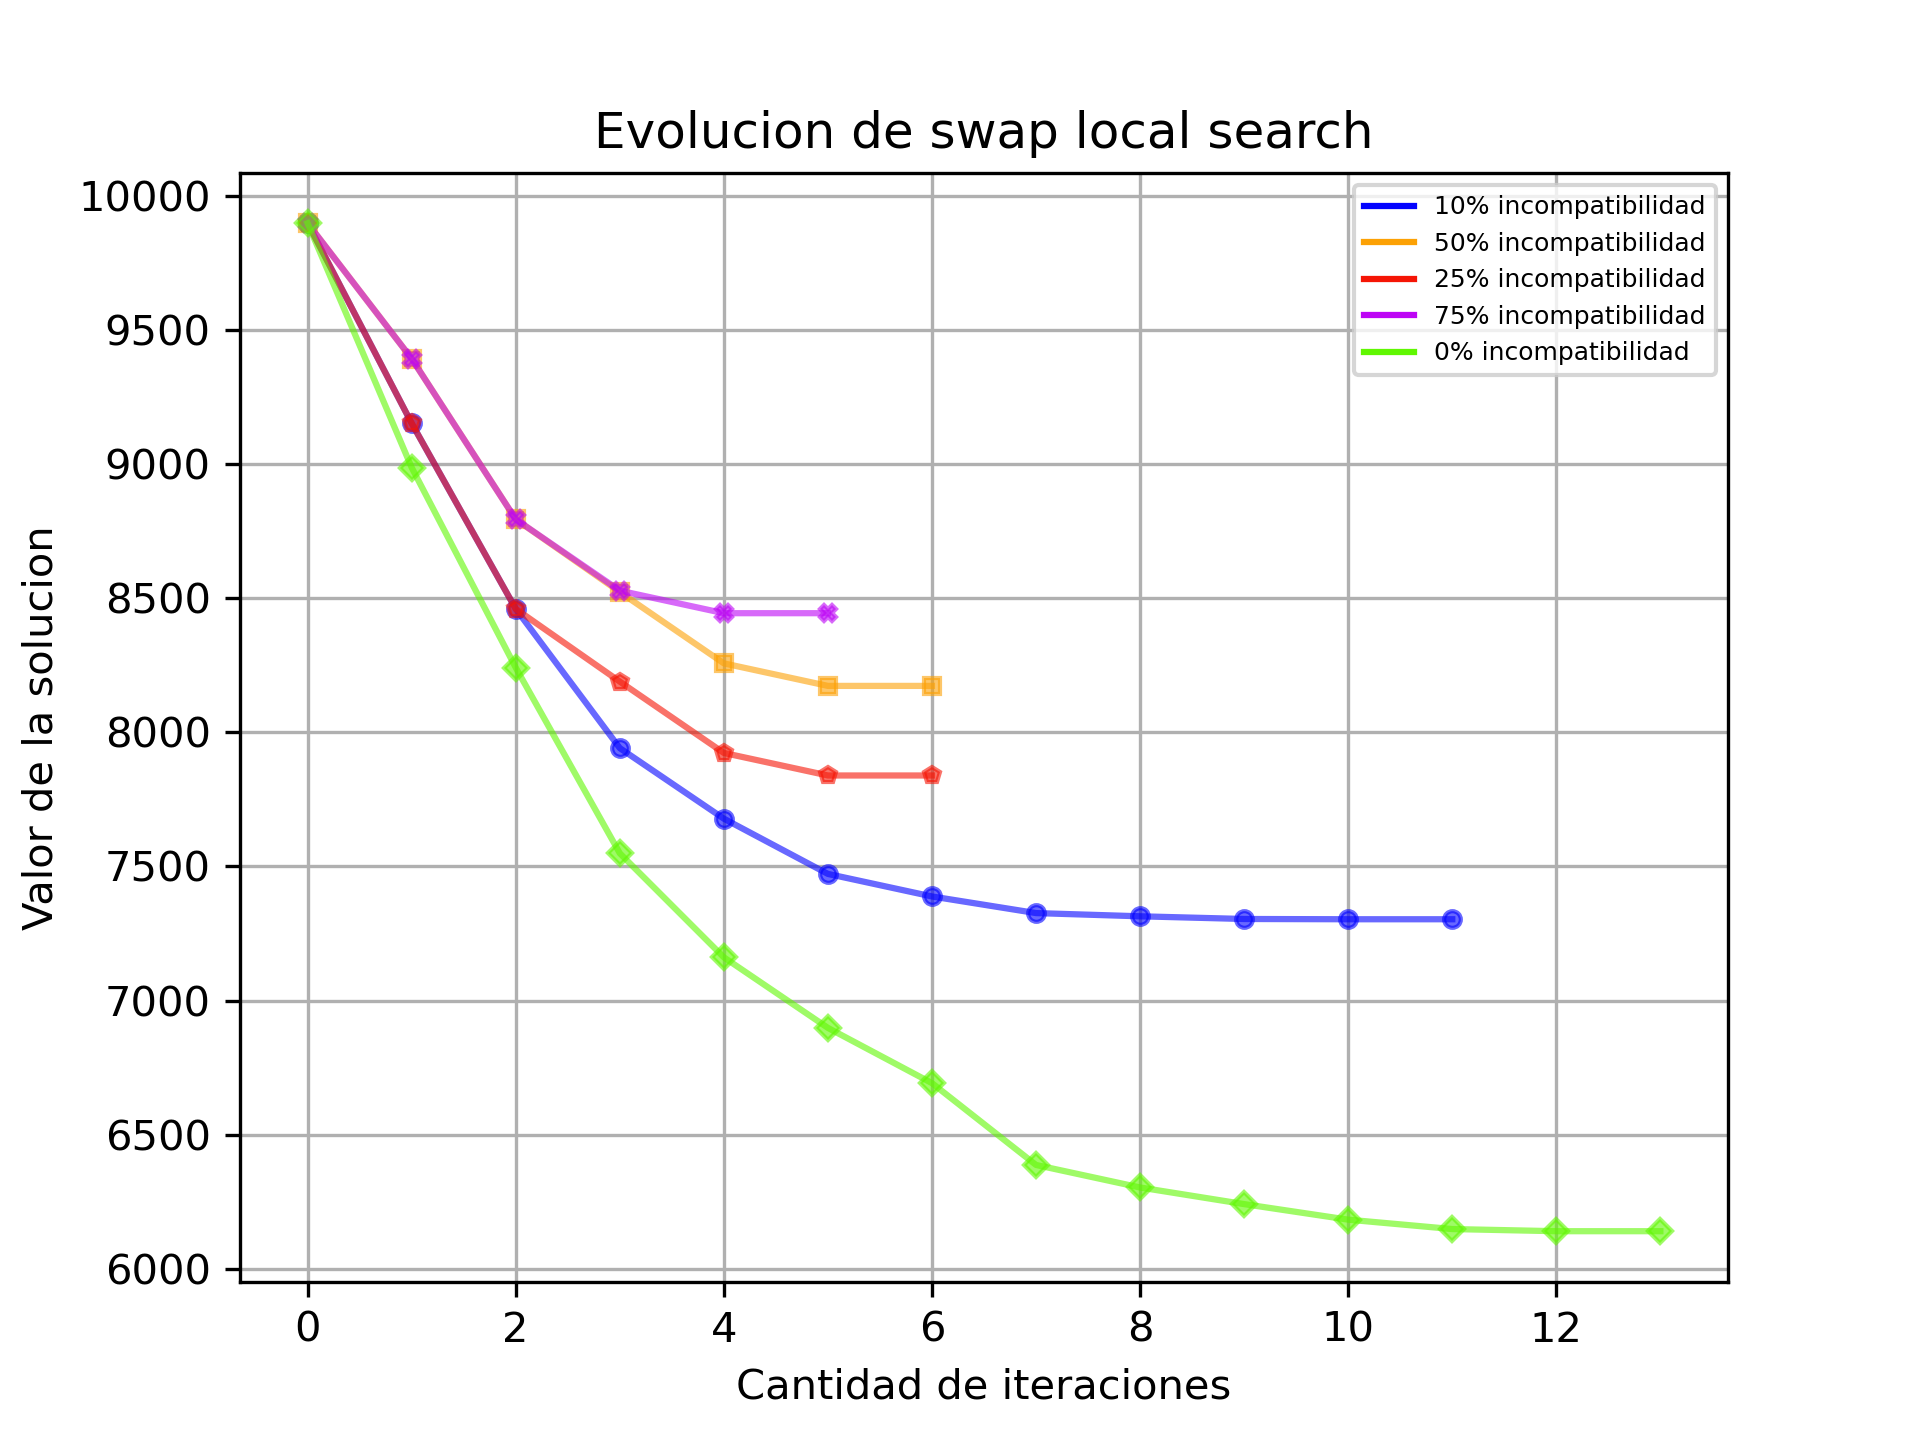 Evolucion de swap local search
10000
9500
9000
8500
8000
7500
7000
6500
6000
Valor de la solucion
10% incompatibilidad
50% incompatibilidad
25% incompatibilidad
75% incompatibilidad
0% incompatibilidad
0 2 4 6 8 10 12
Cantidad de iteraciones